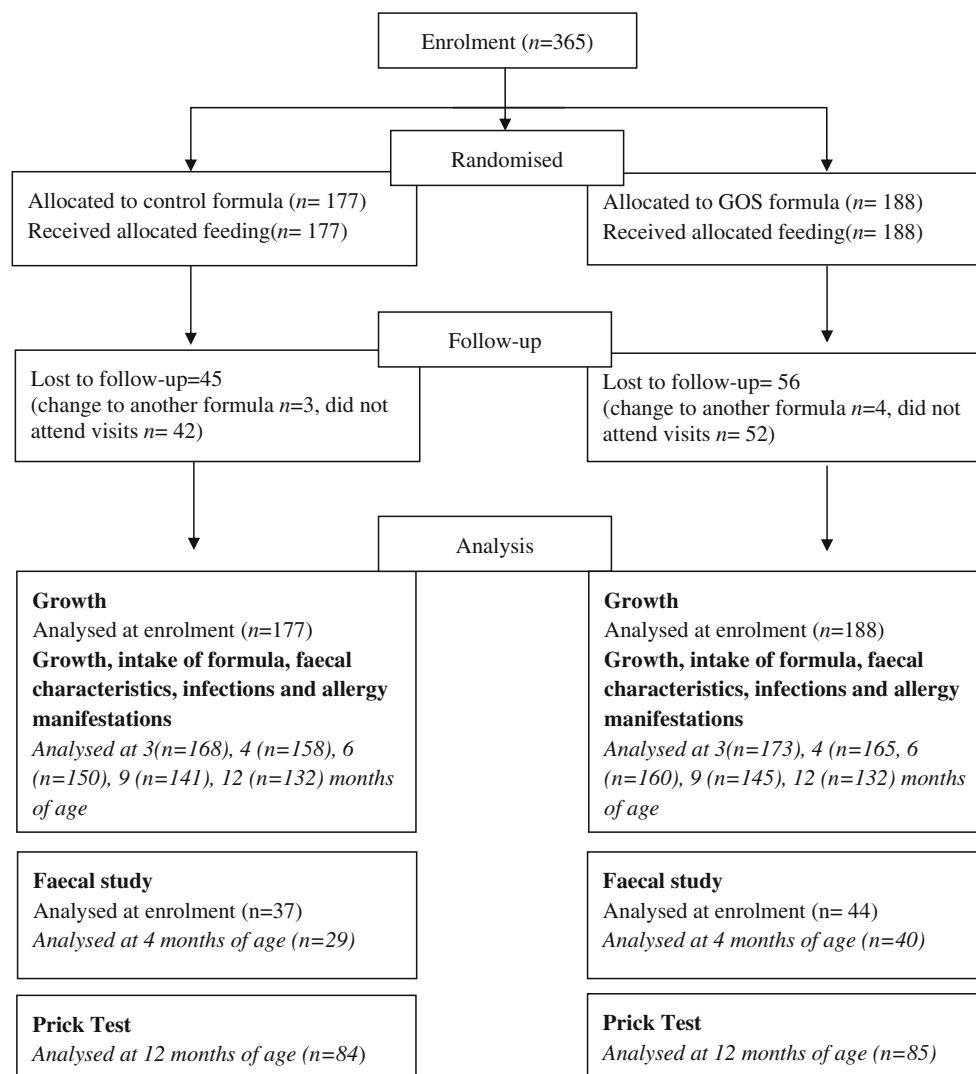 Enrolment (n=365)
Randomised
Allocated to control formula (n= 177)
Received allocated feeding(n= 177)
Allocated to GOS formula (n= 188)
Received allocated feeding(n= 188)
Follow-up
Lost to follow-up=45
(change to another formula n=3, did not
attend visits n= 42)
Lost to follow-up= 56
(change to another formula n=4, did not
attend visits n= 52)
Analysis
Growth
Analysed at enrolment (n=177)
Growth, intake of formula, faecal
characteristics, infections and allergy
manifestations
Analysed at 3(n=168), 4 (n=158), 6
(n=150), 9 (n=141), 12 (n=132) months
of age
Growth
Analysed at enrolment (n=188)
Growth, intake of formula, faecal
characteristics, infections and allergy
manifestations
Analysed at 3(n=173), 4 (n=165, 6
(n=160), 9 (n=145), 12 (n=132) months
of age
Faecal study
Analysed at enrolment (n=37)
Analysed at 4 months of age (n=29)
Faecal study
Analysed at enrolment (n= 44)
Analysed at 4 months of age (n=40)
Prick Test
Analysed at 12 months of age (n=84)
Prick Test
Analysed at 12 months of age (n=85)